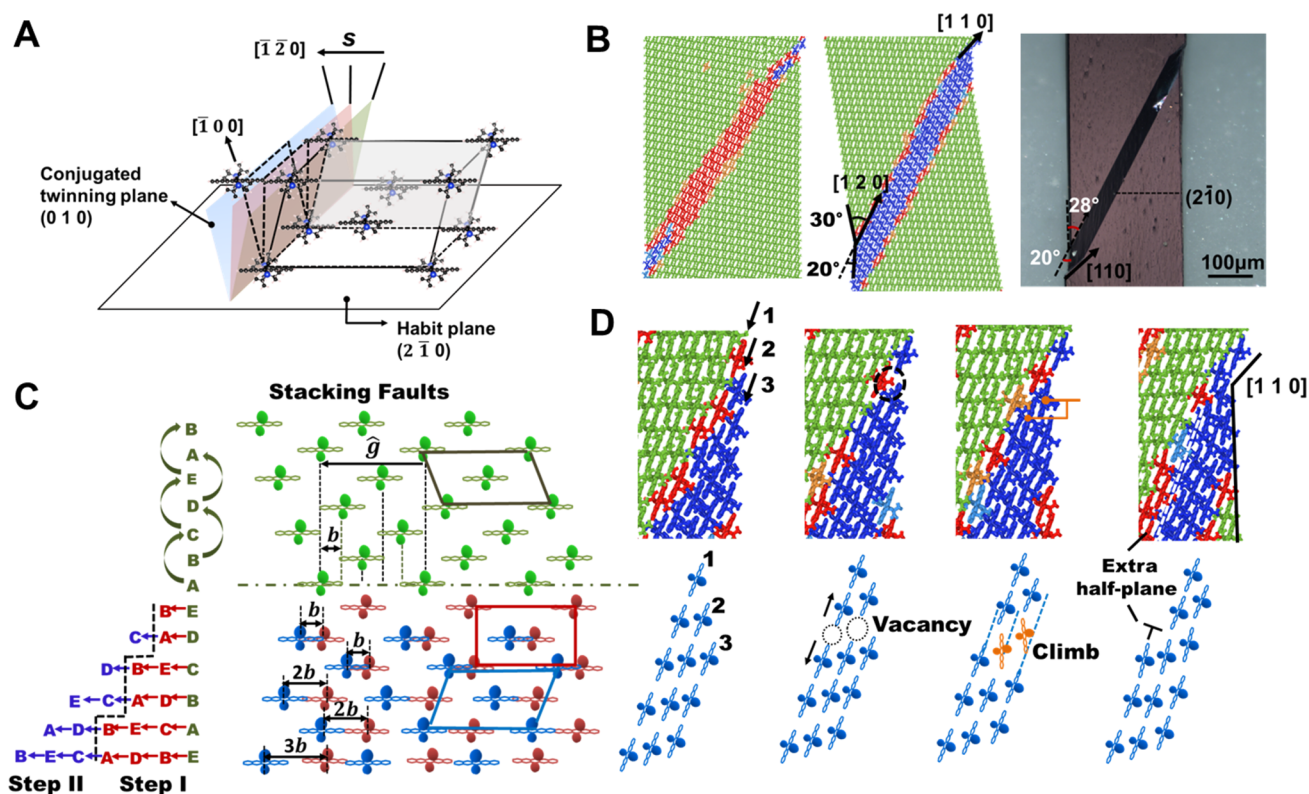 A
[1̄ 2̄ 0]
s
[1̄ 0 0]
Conjugated
twinning plane
(0 1 0)
Habit plane
(2 1̄ 0)
B
[1 1 0]
[1 2 0]
30°
20°
28°
20°
(21̄0)
[110]
100μm
C
Stacking Faults
B
A
E
D
C
B
A
ĝ
b
B←E
C←A←D
D←B←E←C
E←C←A←D←B
A←D←B←E←C←A
B←E←C←A←D←B←E
Step II
Step I
b
b
2b
2b
3b
D
1
2
3
[1 1 0]
1
2
3
Vacancy
Climb
Extra
half-plane